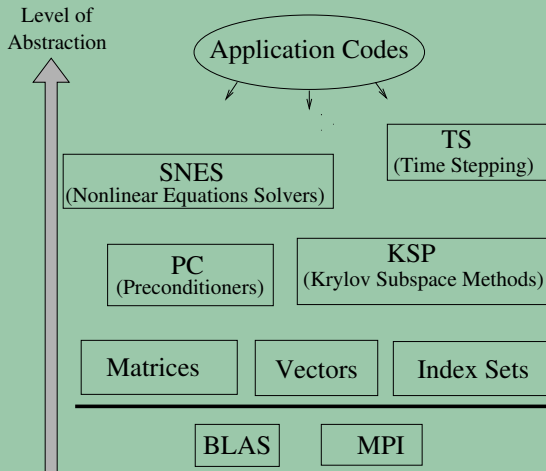 Level of
Abstraction
Application Codes
TS
(Time Stepping)
SNES
(Nonlinear Equations Solvers)
PC
(Preconditioners)
KSP
(Krylov Subspace Methods)
Matrices
Vectors
Index Sets
BLAS
MPI